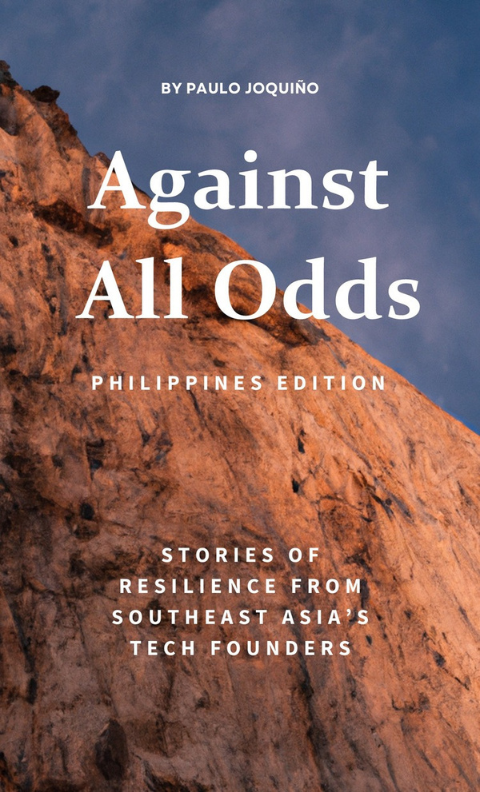 BY PAULO JOQUIÑO
Against
All Odds
PHILIPPINES EDITION
STORIES OF
RESILIENCE FROM
SOUTHEAST ASIA'S
TECH FOUNDERS